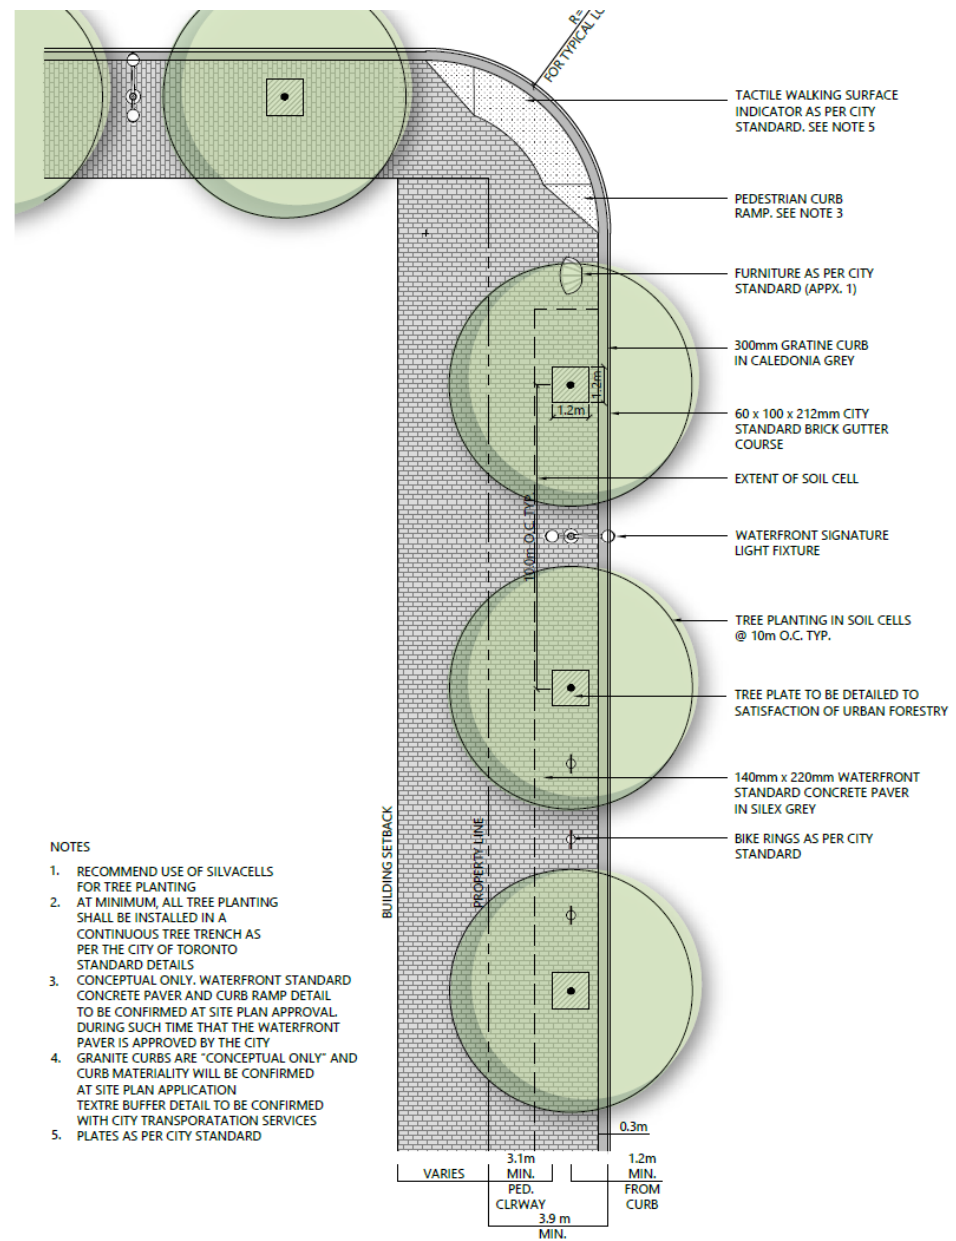 R=
FOR TYPICAL LO
TACTILE WALKING SURFACE
INDICATOR AS PER CITY
STANDARD. SEE NOTE 5
PEDESTRIAN CURB
RAMP. SEE NOTE 3
FURNITURE AS PER CITY
STANDARD (APPX. 1)
300mm GRATINE CURB
IN CALEDONIA GREY
1.2m
1.2m
60 x 100 x 212mm CITY
STANDARD BRICK GUTTER
COURSE
EXTENT OF SOIL CELL
10.0m O.C. TYP.
WATERFRONT SIGNATURE
LIGHT FIXTURE
TREE PLANTING IN SOIL CELLS
@ 10m O.C. TYP.
TREE PLATE TO BE DETAILED TO
SATISFACTION OF URBAN FORESTRY
140mm x 220mm WATERFRONT
STANDARD CONCRETE PAVER
IN SILEX GREY
BIKE RINGS AS PER CITY
STANDARD
BUILDING SETBACK
PROPERTY LINE
NOTES
1. RECOMMEND USE OF SILVACELLS
FOR TREE PLANTING
2. AT MINIMUM, ALL TREE PLANTING
SHALL BE INSTALLED IN A
CONTINUOUS TREE TRENCH AS
PER THE CITY OF TORONTO
STANDARD DETAILS
3. CONCEPTUAL ONLY. WATERFRONT STANDARD
CONCRETE PAVER AND CURB RAMP DETAIL
TO BE CONFIRMED AT SITE PLAN APPROVAL.
DURING SUCH TIME THAT THE WATERFRONT
PAVER IS APPROVED BY THE CITY
4. GRANITE CURBS ARE "CONCEPTUAL ONLY" AND
CURB MATERIALITY WILL BE CONFIRMED
AT SITE PLAN APPLICATION
TEXTRE BUFFER DETAIL TO BE CONFIRMED
WITH CITY TRANSPORATATION SERVICES
5. PLATES AS PER CITY STANDARD
0.3m
VARIES
3.1m
MIN.
PED.
CLRWAY
1.2m
MIN.
FROM
CURB
3.9 m
MIN.